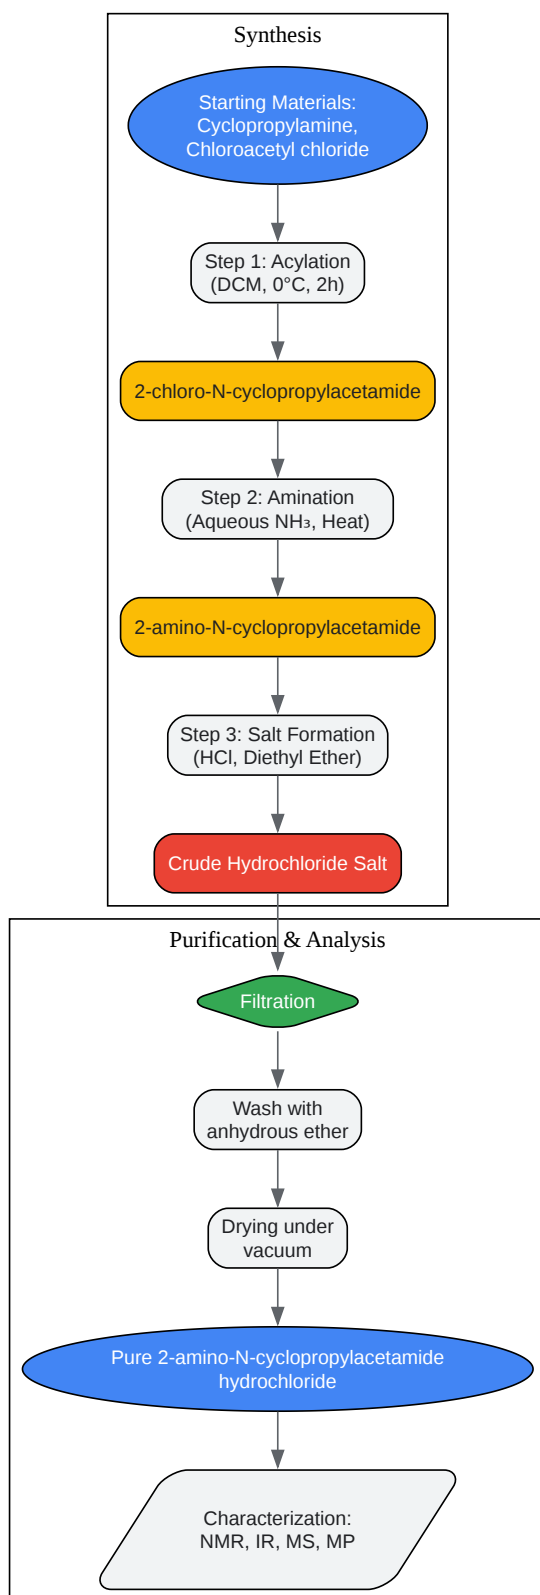 Synthesis
Starting Materials:
Cyclopropylamine,
Chloroacetyl chloride
Step 1: Acylation
(DCM, 0°C, 2h)
2-chloro-N-cyclopropylacetamide
Step 2: Amination
(Aqueous NH₃, Heat)
2-amino-N-cyclopropylacetamide
Step 3: Salt Formation
(HCl, Diethyl Ether)
Crude Hydrochloride Salt
Purification & Analysis
Filtration
Wash with
anhydrous ether
Drying under
vacuum
Pure 2-amino-N-cyclopropylacetamide
hydrochloride
Characterization:
NMR, IR, MS, MP